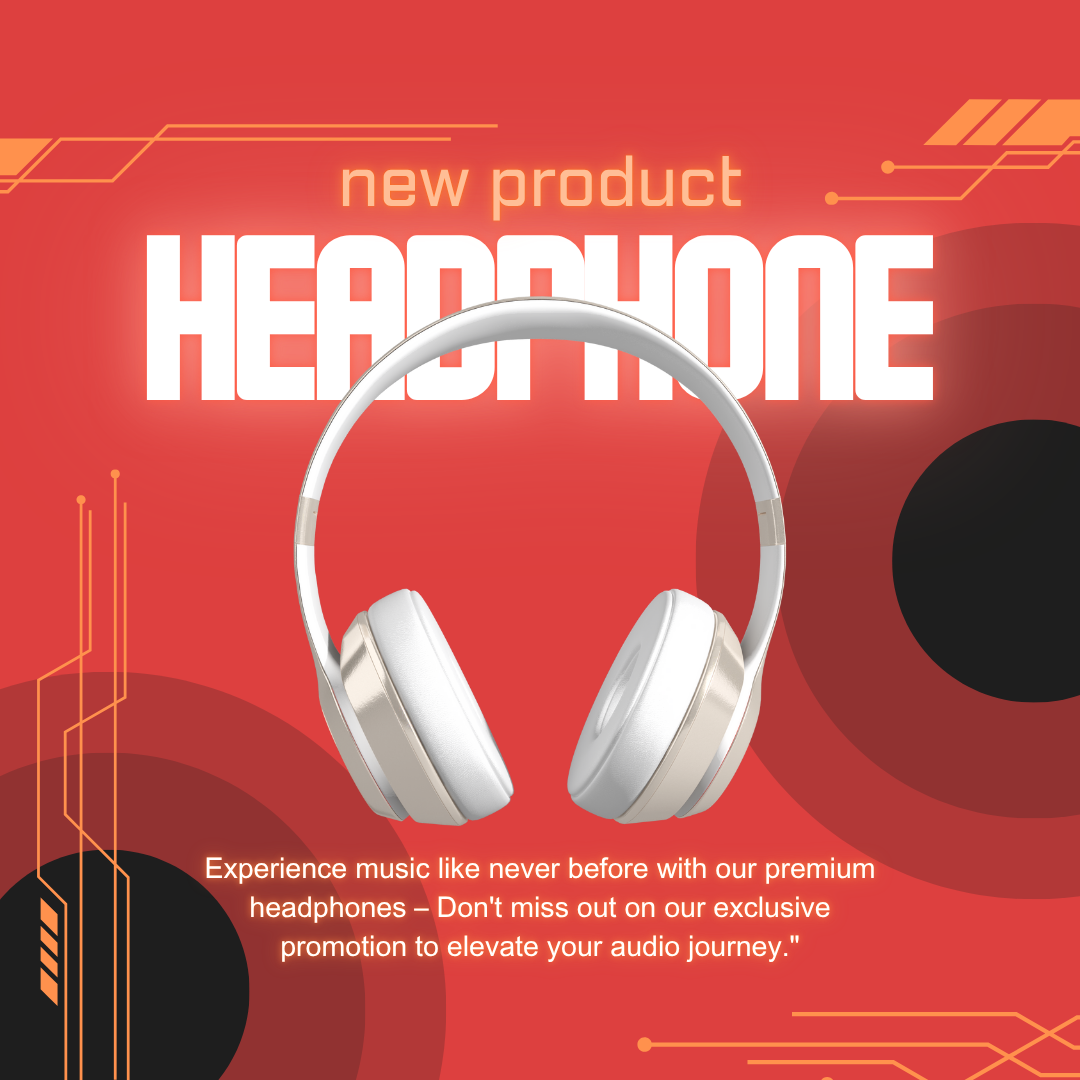 new product
HEADPHONE
Experience music like never before with our premium
headphones – Don't miss out on our exclusive
promotion to elevate your audio journey."